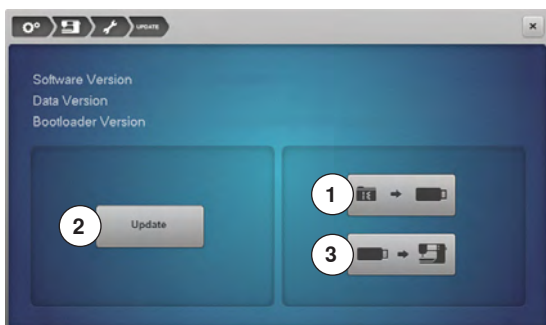 UPDATE
×
Software Version
Data Version
Bootloader Version
1
2
Update
3